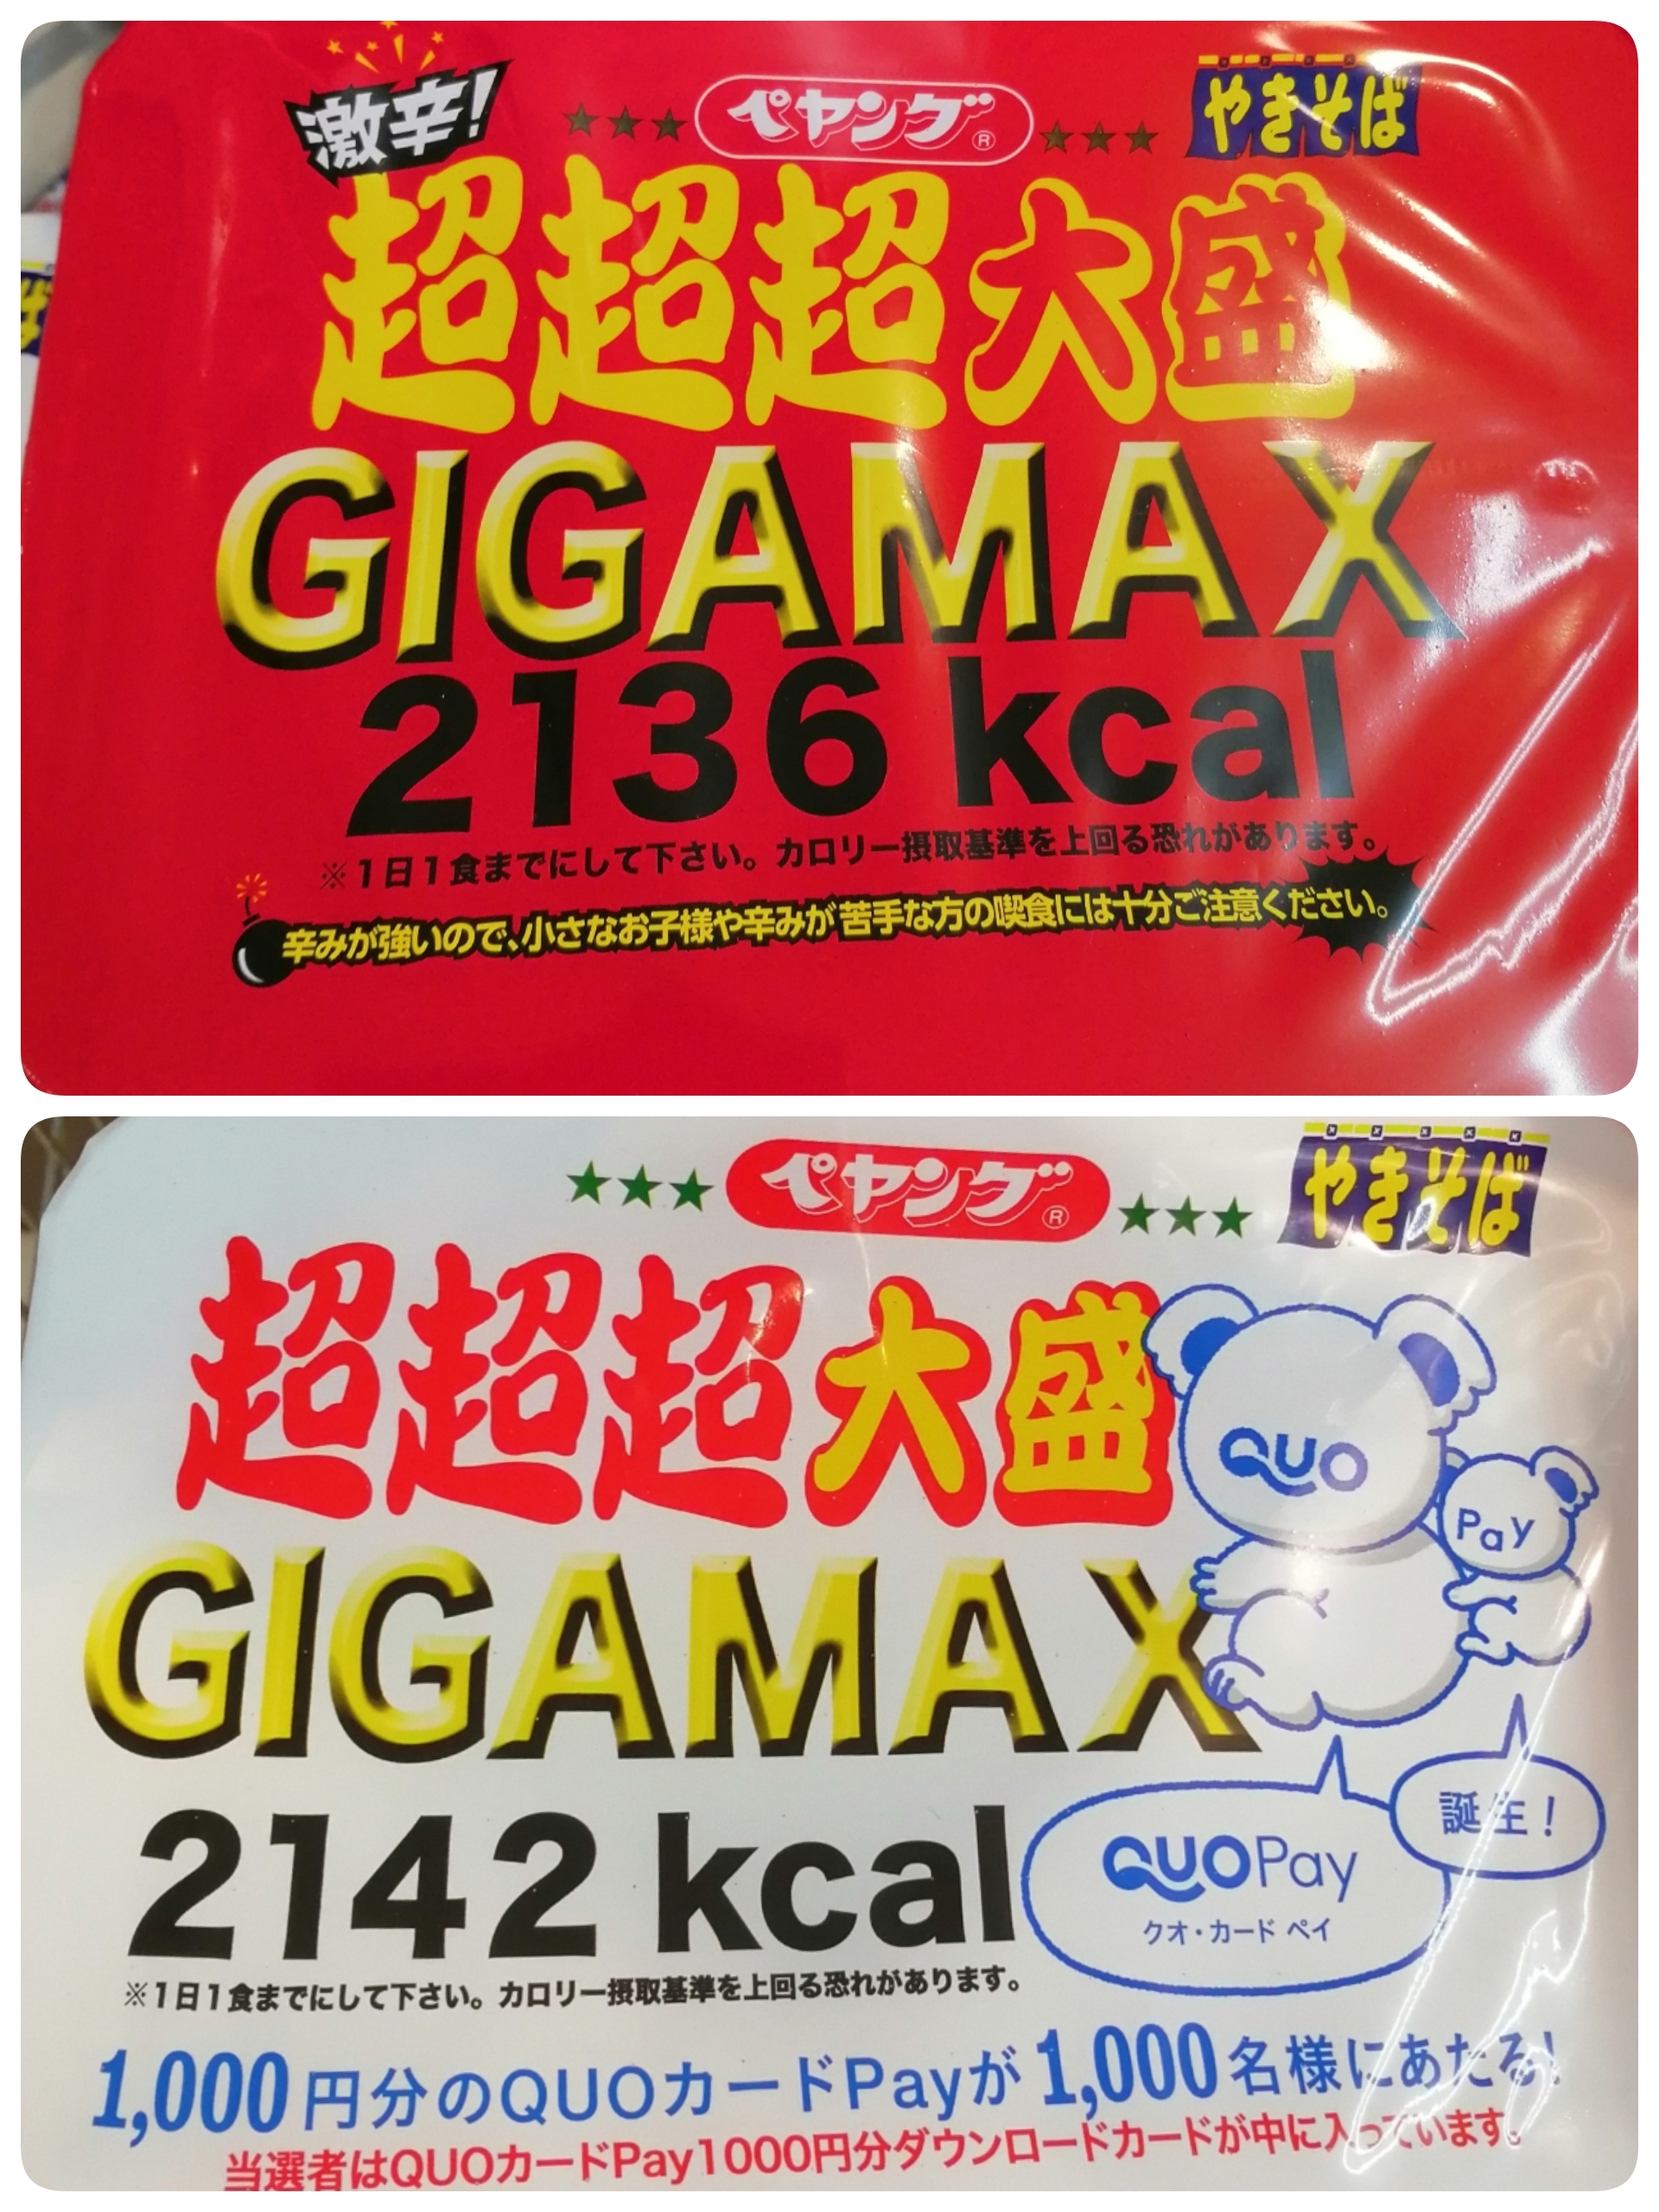 激辛!
★★★ペヤング®★★★
やきそば
ば
超超超大盛
GIGAMAX
2136 kcal
※1日1食までにして下さい。カロリー摂取基準を上回る恐れがあります。
辛みが強いので、小さなお子様や辛みが苦手な方の喫食には十分ご注意ください。
★★★ペヤング®★★★
やきそば
超超超大盛
QUO
Pay
GIGAMAX
2142 kcal
誕生!
QUOPay
クオ・カード ペイ
※1日1食までにして下さい。カロリー摂取基準を上回る恐れがあります。
1,000円分のQUOカードPayが1,000名様にあたる!
当選者はQUOカードPay1000円分ダウンロードカードが中に入っています。